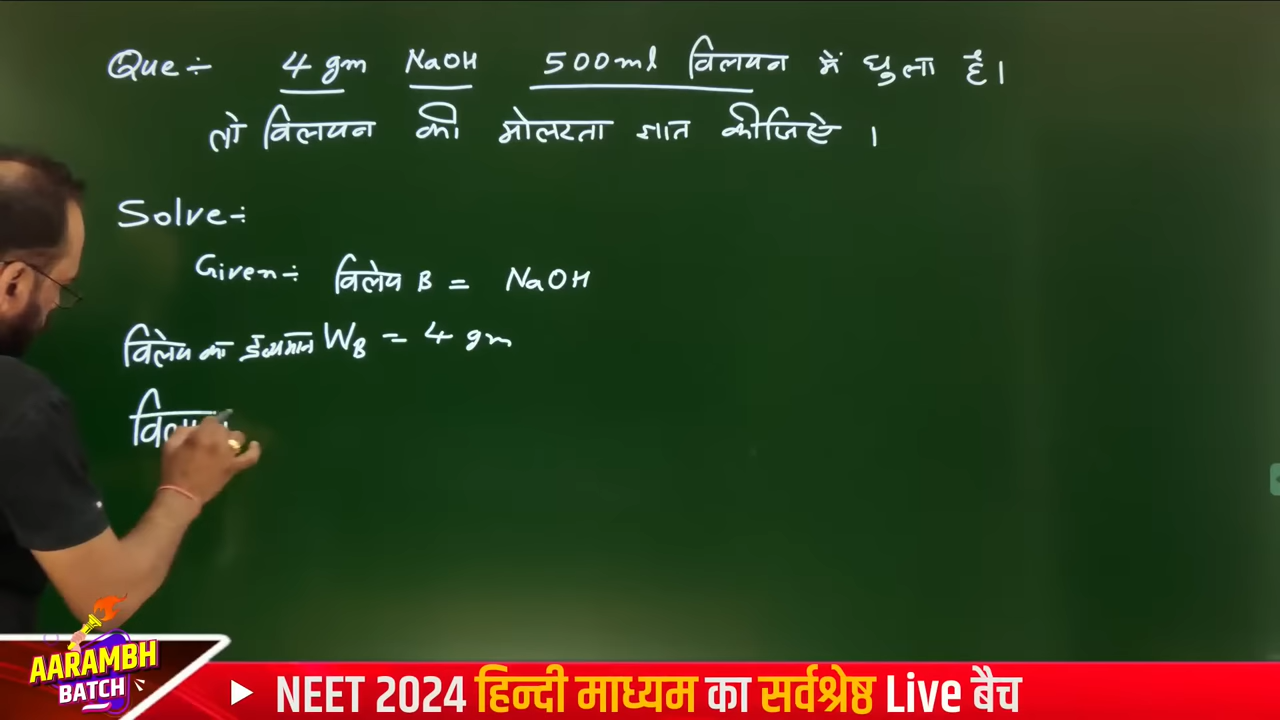 Que :- 4 gm NaOH 500ml विलयन में घुला है।
तो विलयन की मोलरता ज्ञात कीजिए ।
Solve :-
Given :- विलेय B = NaOH
विलेय का द्रव्यमान W_B = 4 gm
AARAMBH
BATCH
NEET 2024 हिन्दी माध्यम का सर्वश्रेष्ठ Live बैच